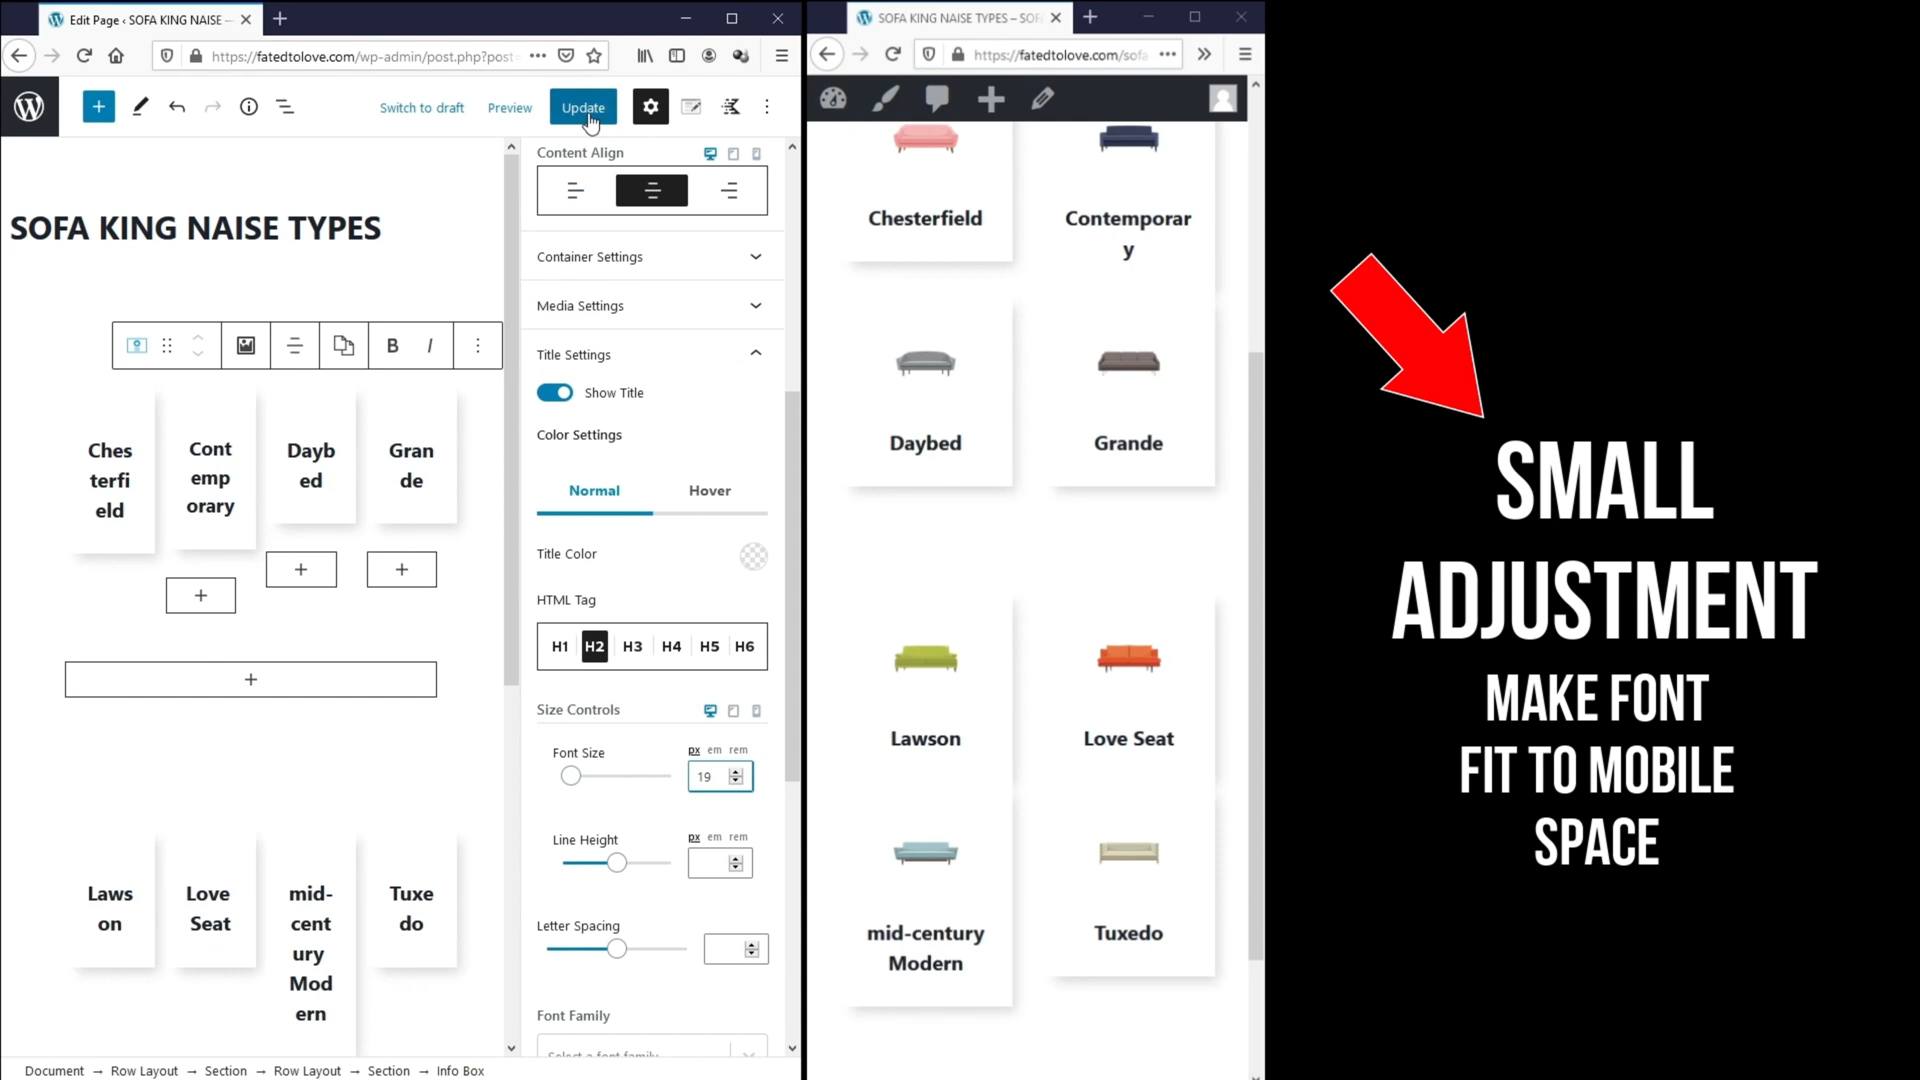 Edit Page ‹ SOFA KING NAISE —
https://fatedtolove.com/wp-admin/post.php?post=
Switch to draft
Preview
Update
SOFA KING NAISE TYPES
Ches
terfi
eld
Cont
emp
orary
Dayb
ed
Gran
de
Laws
on
Love
Seat
mid-
cent
ury
Mod
ern
Tuxe
do
Document → Row Layout → Section → Row Layout → Section → Info Box
Content Align
Container Settings
Media Settings
Title Settings
Show Title
Color Settings
Normal
Hover
Title Color
HTML Tag
H1 H2 H3 H4 H5 H6
Size Controls
Font Size
px em rem
19
Line Height
px em rem
Letter Spacing
Font Family
Select a font family
SOFA KING NAISE TYPES – SOF
https://fatedtolove.com/sofa
Chesterfield
Contemporar
y
Daybed
Grande
Lawson
Love Seat
mid-century
Modern
Tuxedo
SMALL
ADJUSTMENT
MAKE FONT
FIT TO MOBILE
SPACE